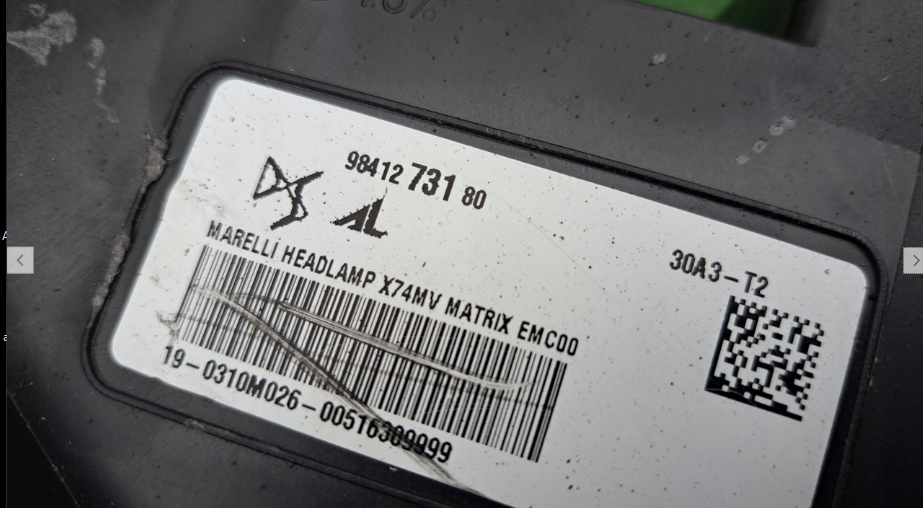 98412 731 80
30A3-T2
MARELLI HEADLAMP X74MV MATRIX EMC00
19-0310M026-00516309999